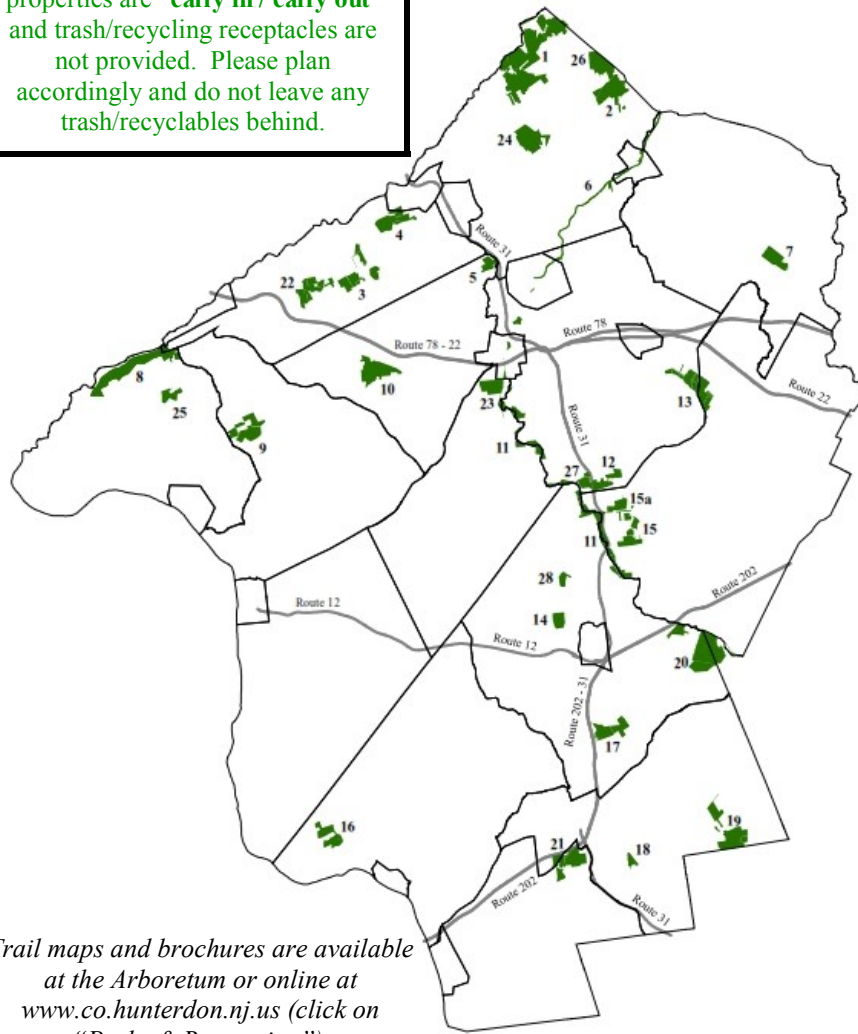 properties are "carry in / carry out"
and trash/recycling receptacles are
not provided.  Please plan
accordingly and do not leave any
trash/recyclables behind.
1
26
2
24
6
4
Route 31
7
5
22
3
Route 78
Route 78 - 22
8
10
25
23
13
Route 22
9
Route 31
11
27
12
15a
15
11
28
Route 202
Route 12
14
Route 12
20
Route 202 - 31
17
16
19
21
18
Route 202
Route 31
Trail maps and brochures are available
at the Arboretum or online at
www.co.hunterdon.nj.us (click on